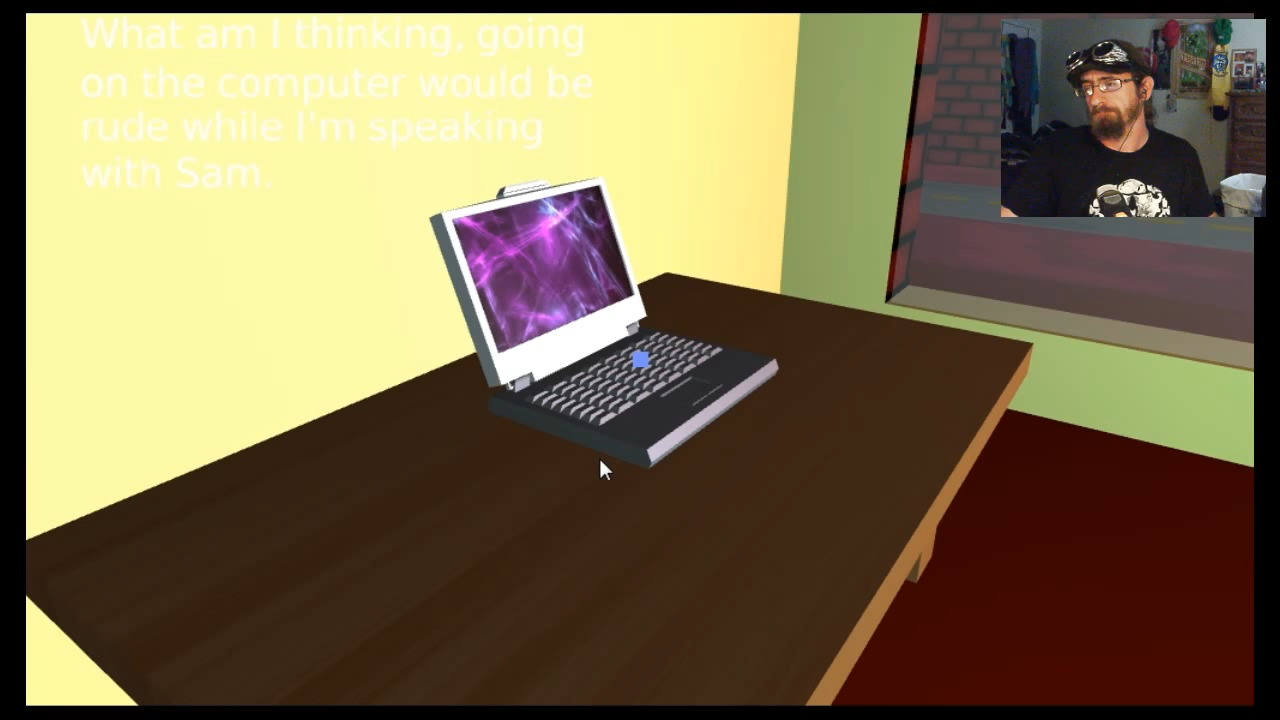 What am I thinking, going
on the computer would be
rude while I'm speaking
with Sam.